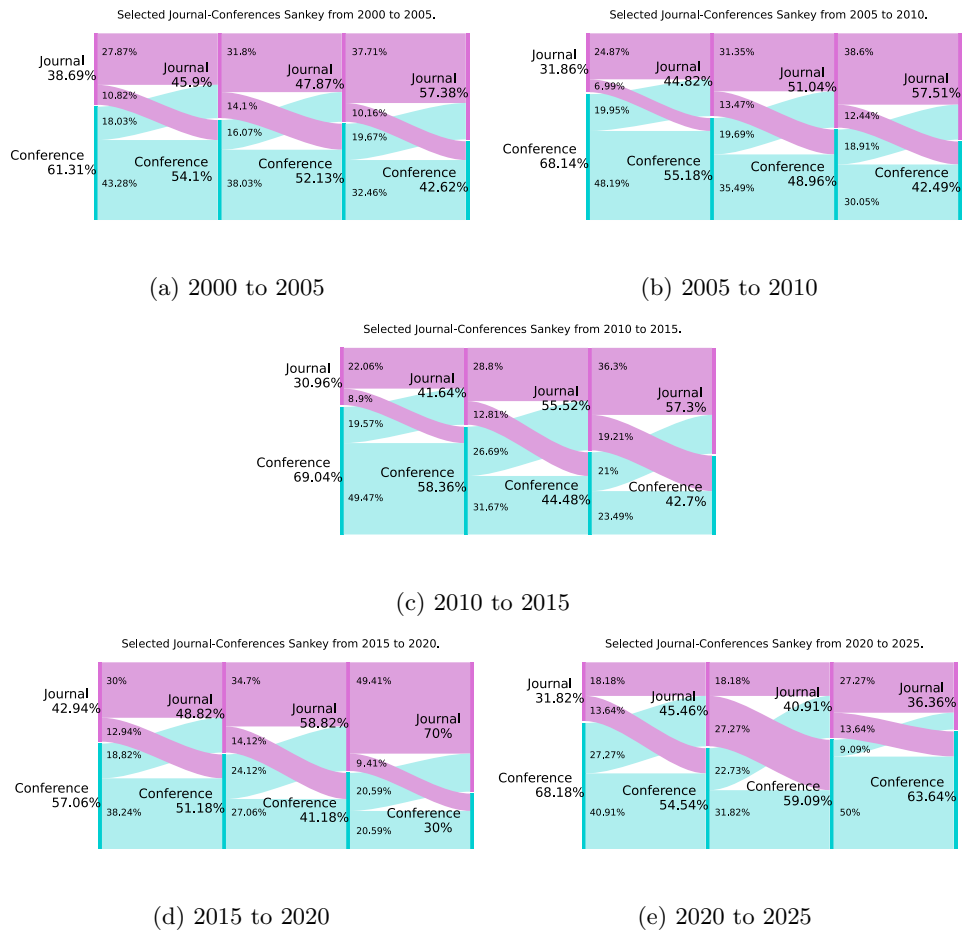 Selected Journal-Conferences Sankey from 2000 to 2005.
27.87%
31.8%
37.71%
Journal
38.69%
Journal
45.9%
Journal
47.87%
Journal
57.38%
10.82%
14.1%
10.16%
18.03%
16.07%
19.67%
Conference
61.31%
Conference
54.1%
Conference
52.13%
Conference
42.62%
43.28%
38.03%
32.46%
(a) 2000 to 2005
Selected Journal-Conferences Sankey from 2005 to 2010.
24.87%
31.35%
38.6%
Journal
31.86%
Journal
44.82%
Journal
51.04%
Journal
57.51%
6.99%
13.47%
12.44%
19.95%
19.69%
18.91%
Conference
68.14%
Conference
55.18%
Conference
48.96%
Conference
42.49%
48.19%
35.49%
30.05%
(b) 2005 to 2010
Selected Journal-Conferences Sankey from 2010 to 2015.
22.06%
28.8%
36.3%
Journal
30.96%
Journal
41.64%
Journal
55.52%
Journal
57.3%
8.9%
12.81%
19.21%
19.57%
26.69%
21%
Conference
69.04%
Conference
58.36%
Conference
44.48%
Conference
42.7%
49.47%
31.67%
23.49%
(c) 2010 to 2015
Selected Journal-Conferences Sankey from 2015 to 2020.
30%
34.7%
49.41%
Journal
42.94%
Journal
48.82%
Journal
58.82%
Journal
70%
12.94%
14.12%
9.41%
18.82%
24.12%
20.59%
Conference
57.06%
Conference
51.18%
Conference
41.18%
Conference
30%
38.24%
27.06%
20.59%
(d) 2015 to 2020
Selected Journal-Conferences Sankey from 2020 to 2025.
18.18%
18.18%
27.27%
Journal
31.82%
Journal
45.46%
Journal
40.91%
Journal
36.36%
13.64%
27,27%
13.64%
27,27%
22.73%
9.09%
Conference
68.18%
Conference
54.54%
Conference
59.09%
Conference
63.64%
40.91%
31.82%
50%
(e) 2020 to 2025